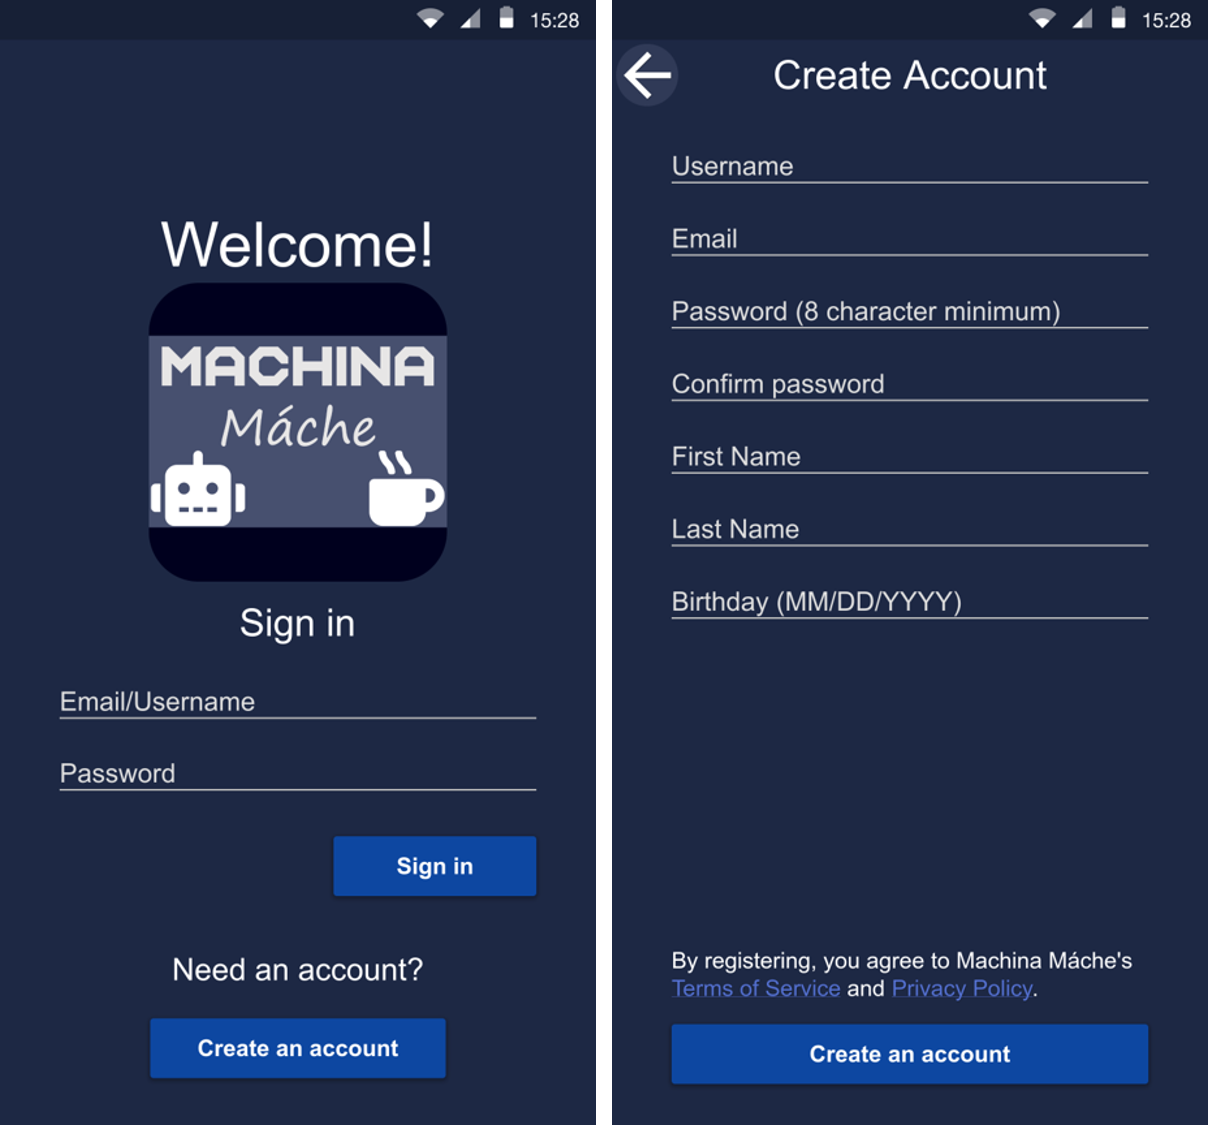 15:28
Welcome!
MACHINA
Máche
Sign in
Email/Username
Password
Sign in
Need an account?
Create an account
15:28
Create Account
Username
Email
Password (8 character minimum)
Confirm password
First Name
Last Name
Birthday (MM/DD/YYYY)
By registering, you agree to Machina Máche's
Terms of Service and Privacy Policy.
Create an account